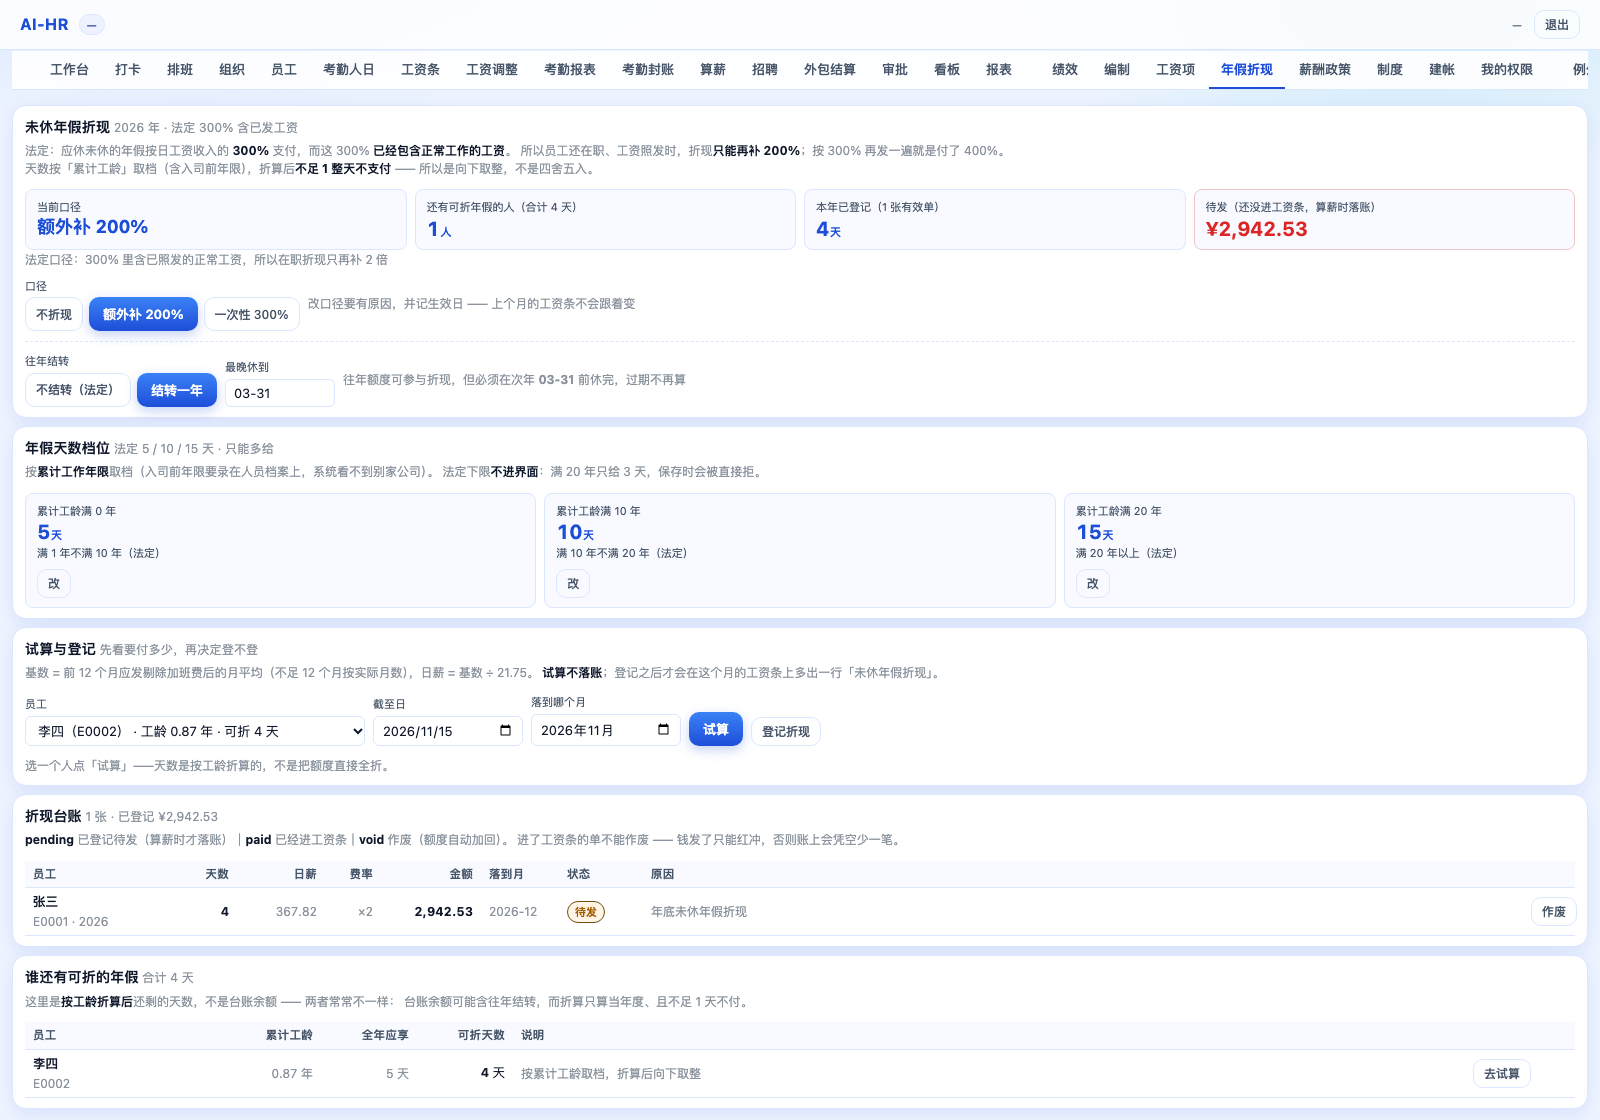 AI-HR —
— 退出
工作台 打卡 排班 组织 员工 考勤人日 工资条 工资调整 考勤报表 考勤封账 算薪 招聘 外包结算 审批 看板 报表 绩效 编制 工资项 年假折现 薪酬政策 制度 建帐 我的权限
未休年假折现 2026 年 · 法定 300% 含已发工资
法定：应休未休的年假按日工资收入的 300% 支付，而这 300% 已经包含正常工作的工资。 所以员工还在职、工资照发时，折现只能再补 200%；按 300% 再发一遍就是付了 400%。
天数按「累计工龄」取档（含入司前年限），折算后不足 1 整天不支付 —— 所以是向下取整，不是四舍五入。
当前口径
额外补 200%
还有可折年假的人（合计 4 天）
1人
本年已登记（1 张有效单）
4天
待发（还没进工资条，算薪时落账）
¥2,942.53
法定口径：300% 里含已照发的正常工资，所以在职折现只再补 2 倍
口径
不折现 额外补 200% 一次性 300% 改口径要有原因，并记生效日 —— 上个月的工资条不会跟着变
往年结转 最晚休到
不结转（法定） 结转一年 03-31 往年额度可参与折现，但必须在次年 03-31 前休完，过期不再算
年假天数档位 法定 5 / 10 / 15 天 · 只能多给
按累计工作年限取档（入司前年限要录在人员档案上，系统看不到别家公司）。 法定下限不进界面：满 20 年只给 3 天，保存时会被直接拒。
累计工龄满 0 年
5天
满 1 年不满 10 年（法定）
改
累计工龄满 10 年
10天
满 10 年不满 20 年（法定）
改
累计工龄满 20 年
15天
满 20 年以上（法定）
改
试算与登记 先看要付多少，再决定登不登
基数 = 前 12 个月应发剔除加班费后的月平均（不足 12 个月按实际月数），日薪 = 基数 ÷ 21.75。 试算不落账；登记之后才会在这个月的工资条上多出一行「未休年假折现」。
员工 截至日 落到哪个月
李四（E0002） · 工龄 0.87 年 · 可折 4 天 2026/11/15 2026年11月 试算 登记折现
选一个人点「试算」——天数是按工龄折算的，不是把额度直接全折。
折现台账 1 张 · 已登记 ¥2,942.53
pending 已登记待发（算薪时才落账）｜paid 已经进工资条｜void 作废（额度自动加回）。 进了工资条的单不能作废 —— 钱发了只能红冲，否则账上会凭空少一笔。
员工 天数 日薪 费率 金额 落到月 状态 原因
张三 4 367.82 ×2 2,942.53 2026-12 待发 年底未休年假折现 作废
E0001 · 2026
谁还有可折的年假 合计 4 天
这里是按工龄折算后还剩的天数，不是台账余额 —— 两者常常不一样： 台账余额可能含往年结转，而折算只算当年度、且不足 1 天不付。
员工 累计工龄 全年应享 可折天数 说明
李四 0.87 年 5 天 4 天 按累计工龄取档，折算后向下取整 去试算
E0002